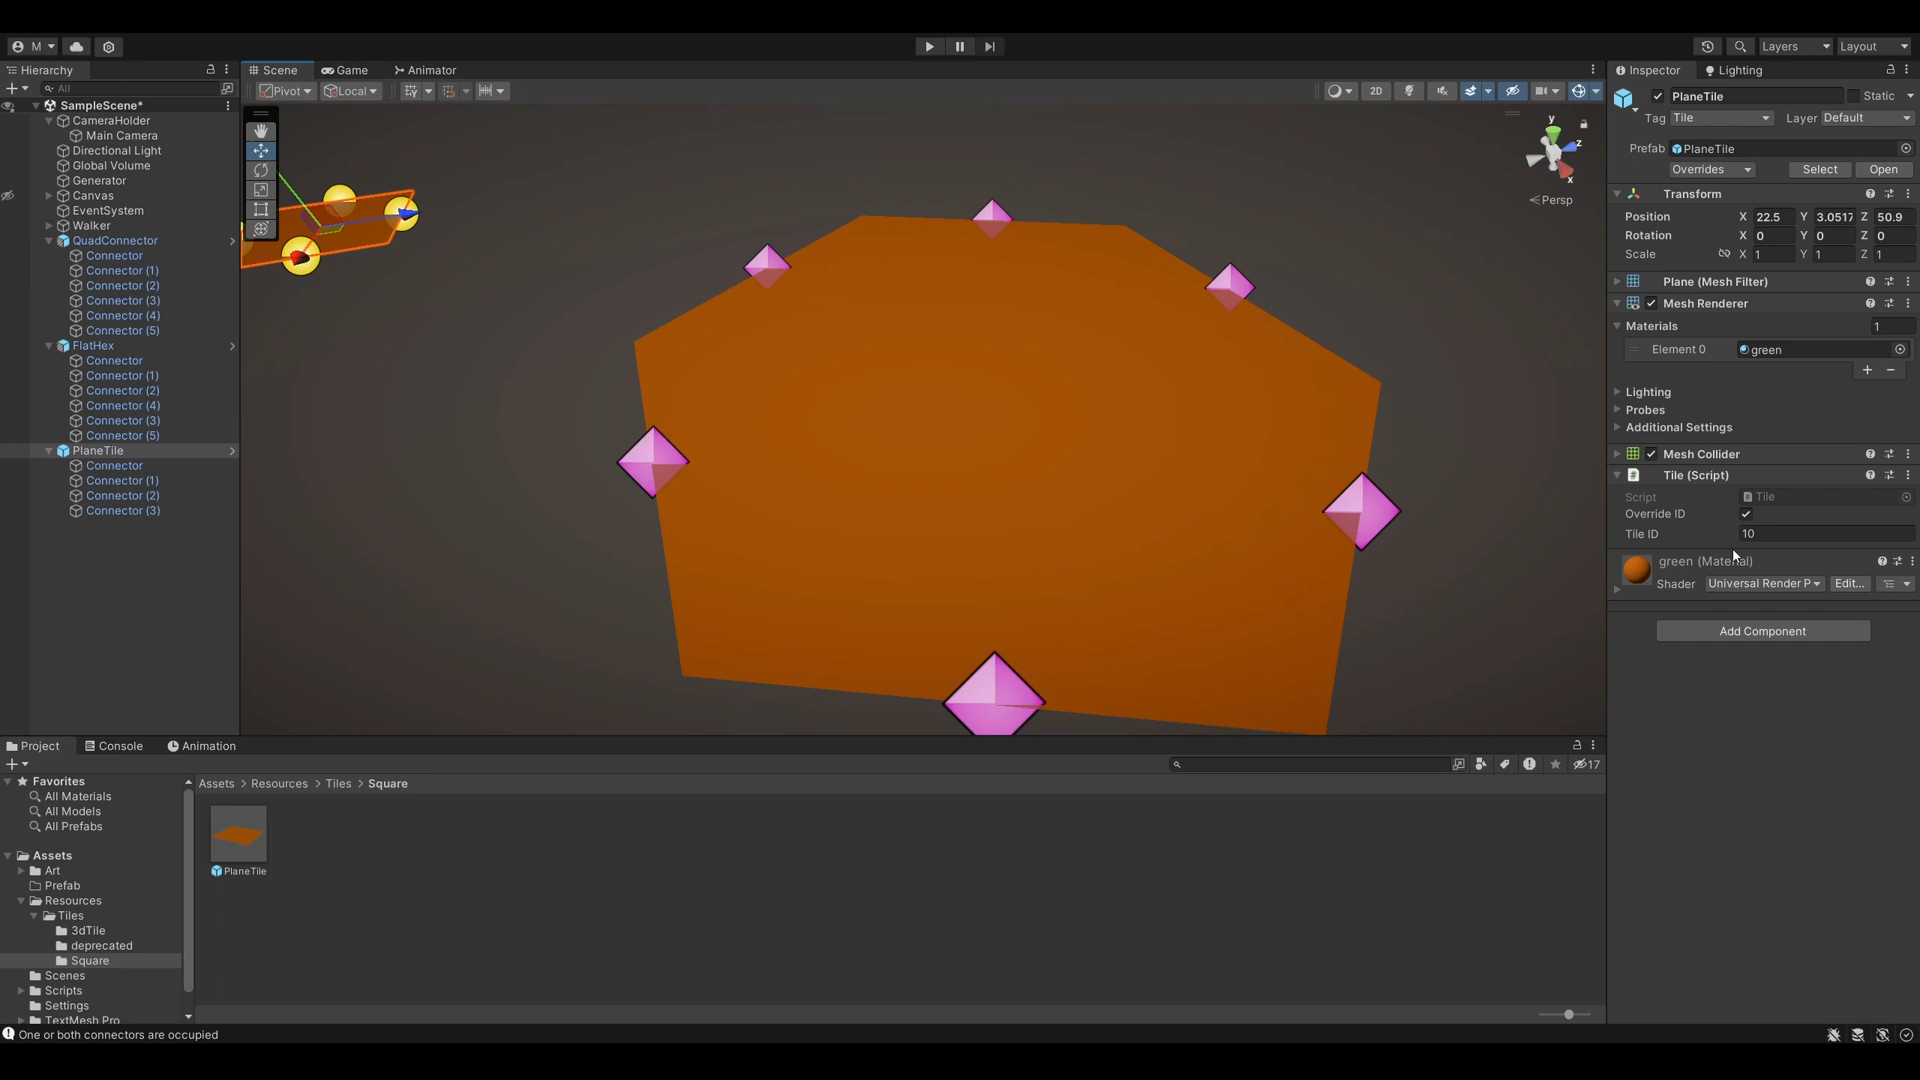 M
Layers
Layout
Hierarchy
All
SampleScene*
CameraHolder
Main Camera
Directional Light
Global Volume
Generator
Canvas
EventSystem
Walker
QuadConnector
Connector
Connector (1)
Connector (2)
Connector (3)
Connector (4)
Connector (5)
FlatHex
Connector
Connector (1)
Connector (2)
Connector (4)
Connector (3)
Connector (5)
PlaneTile
Connector
Connector (1)
Connector (2)
Connector (3)
Scene
Game
Animator
Pivot
Local
2D
y
z
x
Persp
Inspector
Lighting
PlaneTile
Static
Tag Tile
Layer Default
Prefab PlaneTile
Overrides
Select
Open
Transform
Position X 22.5 Y 3.0517 Z 50.9
Rotation X 0 Y 0 Z 0
Scale X 1 Y 1 Z 1
Plane (Mesh Filter)
Mesh Renderer
Materials 1
Element 0 green
Lighting
Probes
Additional Settings
Mesh Collider
Tile (Script)
Script Tile
Override ID
Tile ID 10
green (Material)
Shader Universal Render P Edit...
Add Component
Project
Console
Animation
17
Favorites
All Materials
All Models
All Prefabs
Assets
Art
Prefab
Resources
Tiles
3dTile
deprecated
Square
Scenes
Scripts
Settings
TextMesh Pro
Assets > Resources > Tiles > Square
PlaneTile
One or both connectors are occupied